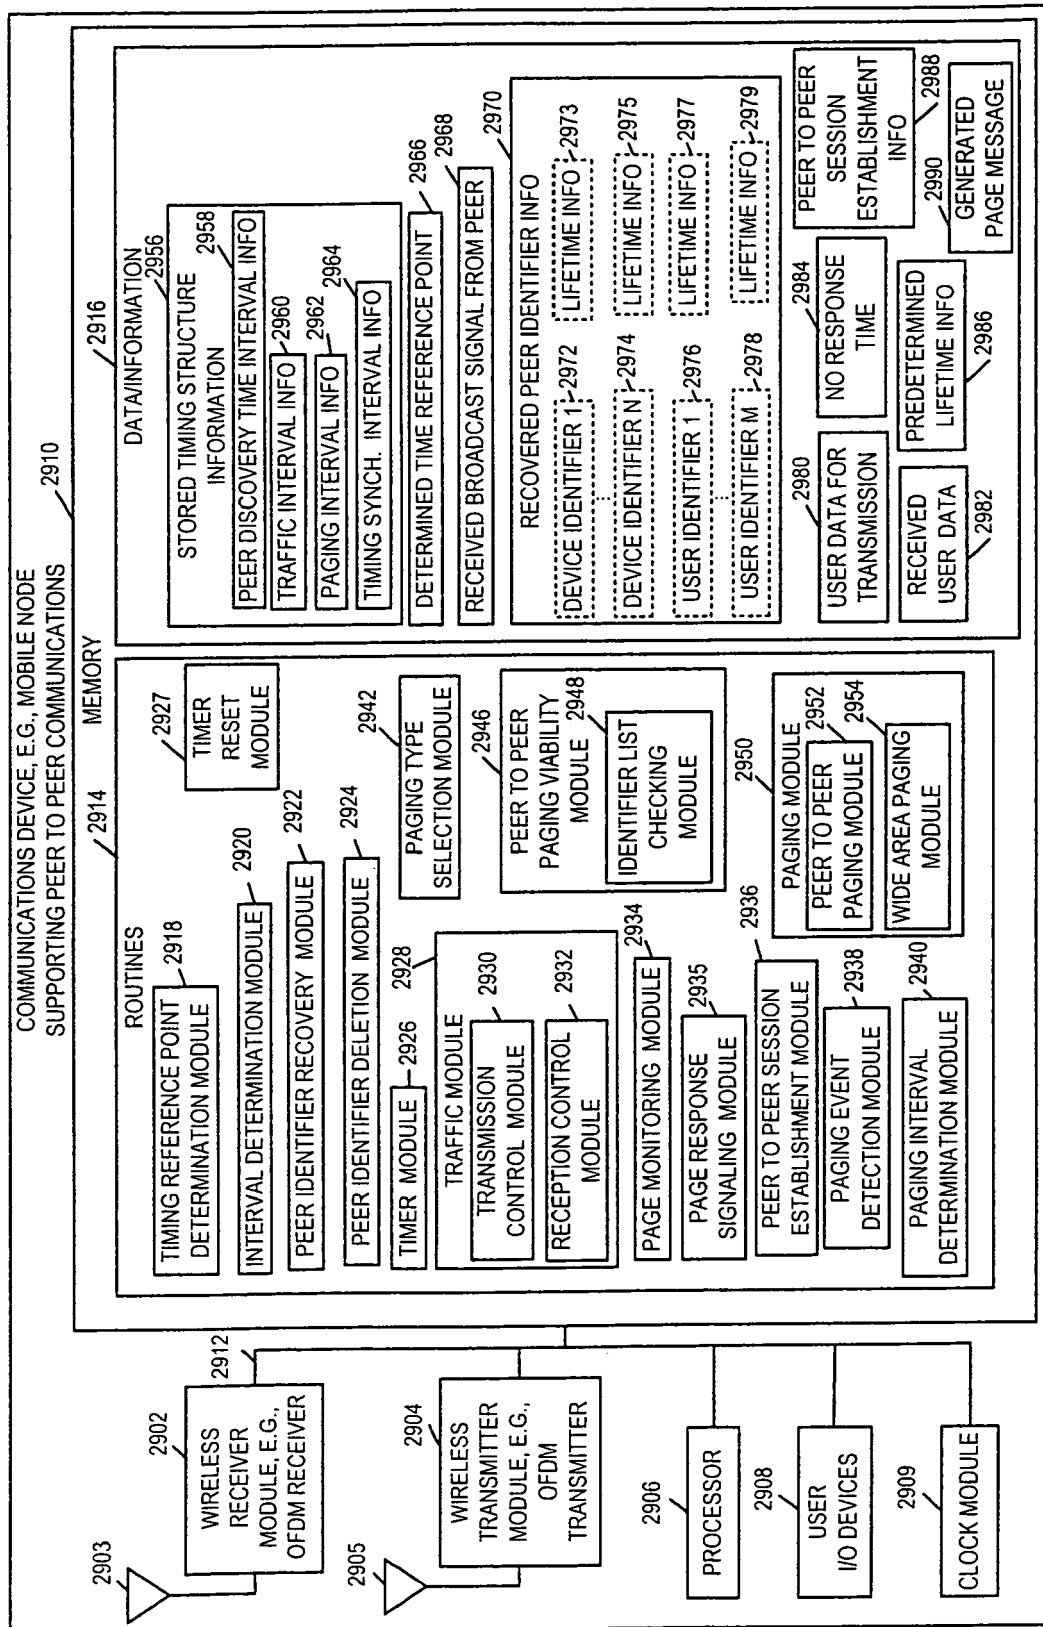 COMMUNICATIONS DEVICE, E.G., MOBILE NODE
SUPPORTING PEER TO PEER COMMUNICATIONS
2910
2903
2902
WIRELESS
RECEIVER
MODULE, E.G.,
OFDM RECEIVER
2912
2905
2904
WIRELESS
TRANSMITTER
MODULE, E.G.,
OFDM
TRANSMITTER
2906
PROCESSOR
2908
USER
I/O DEVICES
2909
CLOCK MODULE
MEMORY
2914
ROUTINES
2918
TIMING REFERENCE POINT
DETERMINATION MODULE
2920
INTERVAL DETERMINATION MODULE
2922
PEER IDENTIFIER RECOVERY MODULE
2924
PEER IDENTIFIER DELETION MODULE
2926
TIMER MODULE
2927
TIMER
RESET
MODULE
2928
TRAFFIC MODULE
2930
TRANSMISSION
CONTROL MODULE
2932
RECEPTION CONTROL
MODULE
2934
PAGE MONITORING MODULE
2935
PAGE RESPONSE
SIGNALING MODULE
2936
PEER TO PEER SESSION
ESTABLISHMENT MODULE
2938
PAGING EVENT
DETECTION MODULE
2940
PAGING INTERVAL
DETERMINATION MODULE
2942
PAGING TYPE
SELECTION MODULE
2946
PEER TO PEER
PAGING VIABILITY
MODULE
2948
IDENTIFIER LIST
CHECKING
MODULE
2950
PAGING MODULE
2952
PEER TO PEER
PAGING MODULE
2954
WIDE AREA PAGING
MODULE
2916
DATA/INFORMATION
2956
STORED TIMING STRUCTURE
INFORMATION
2958
PEER DISCOVERY TIME INTERVAL INFO
2960
TRAFFIC INTERVAL INFO
2962
PAGING INTERVAL INFO
2964
TIMING SYNCH. INTERVAL INFO
2966
DETERMINED TIME REFERENCE POINT
2968
RECEIVED BROADCAST SIGNAL FROM PEER
2970
RECOVERED PEER IDENTIFIER INFO
2972
DEVICE IDENTIFIER 1
2973
LIFETIME INFO
2974
DEVICE IDENTIFIER N
2975
LIFETIME INFO
2976
USER IDENTIFIER 1
2977
LIFETIME INFO
2978
USER IDENTIFIER M
2979
LIFETIME INFO
2980
USER DATA FOR
TRANSMISSION
2982
RECEIVED
USER DATA
2984
NO RESPONSE
TIME
2986
PREDETERMINED
LIFETIME INFO
2988
PEER TO PEER
SESSION
ESTABLISHMENT
INFO
2990
GENERATED
PAGE MESSAGE